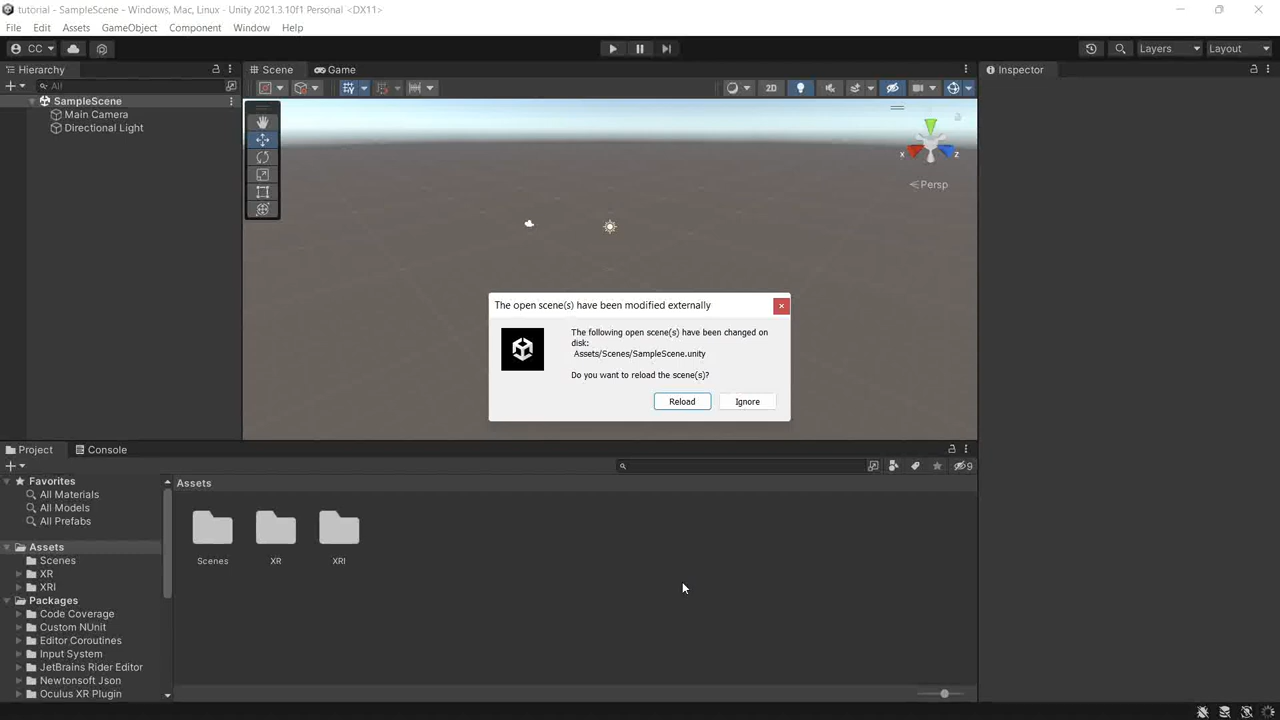 tutorial - SampleScene - Windows, Mac, Linux - Unity 2021.3.10f1 Personal <DX11>
File Edit Assets GameObject Component Window Help
CC Layers Layout
Hierarchy
All
SampleScene
Main Camera
Directional Light
Scene Game
2D
x z
Persp
Inspector
The open scene(s) have been modified externally
The following open scene(s) have been changed on
disk:
Assets/Scenes/SampleScene.unity
Do you want to reload the scene(s)?
Reload Ignore
Project Console
9
Favorites
All Materials
All Models
All Prefabs
Assets
Scenes
XR
XRI
Packages
Code Coverage
Custom NUnit
Editor Coroutines
Input System
JetBrains Rider Editor
Newtonsoft Json
Oculus XR Plugin
Assets
Scenes XR XRI